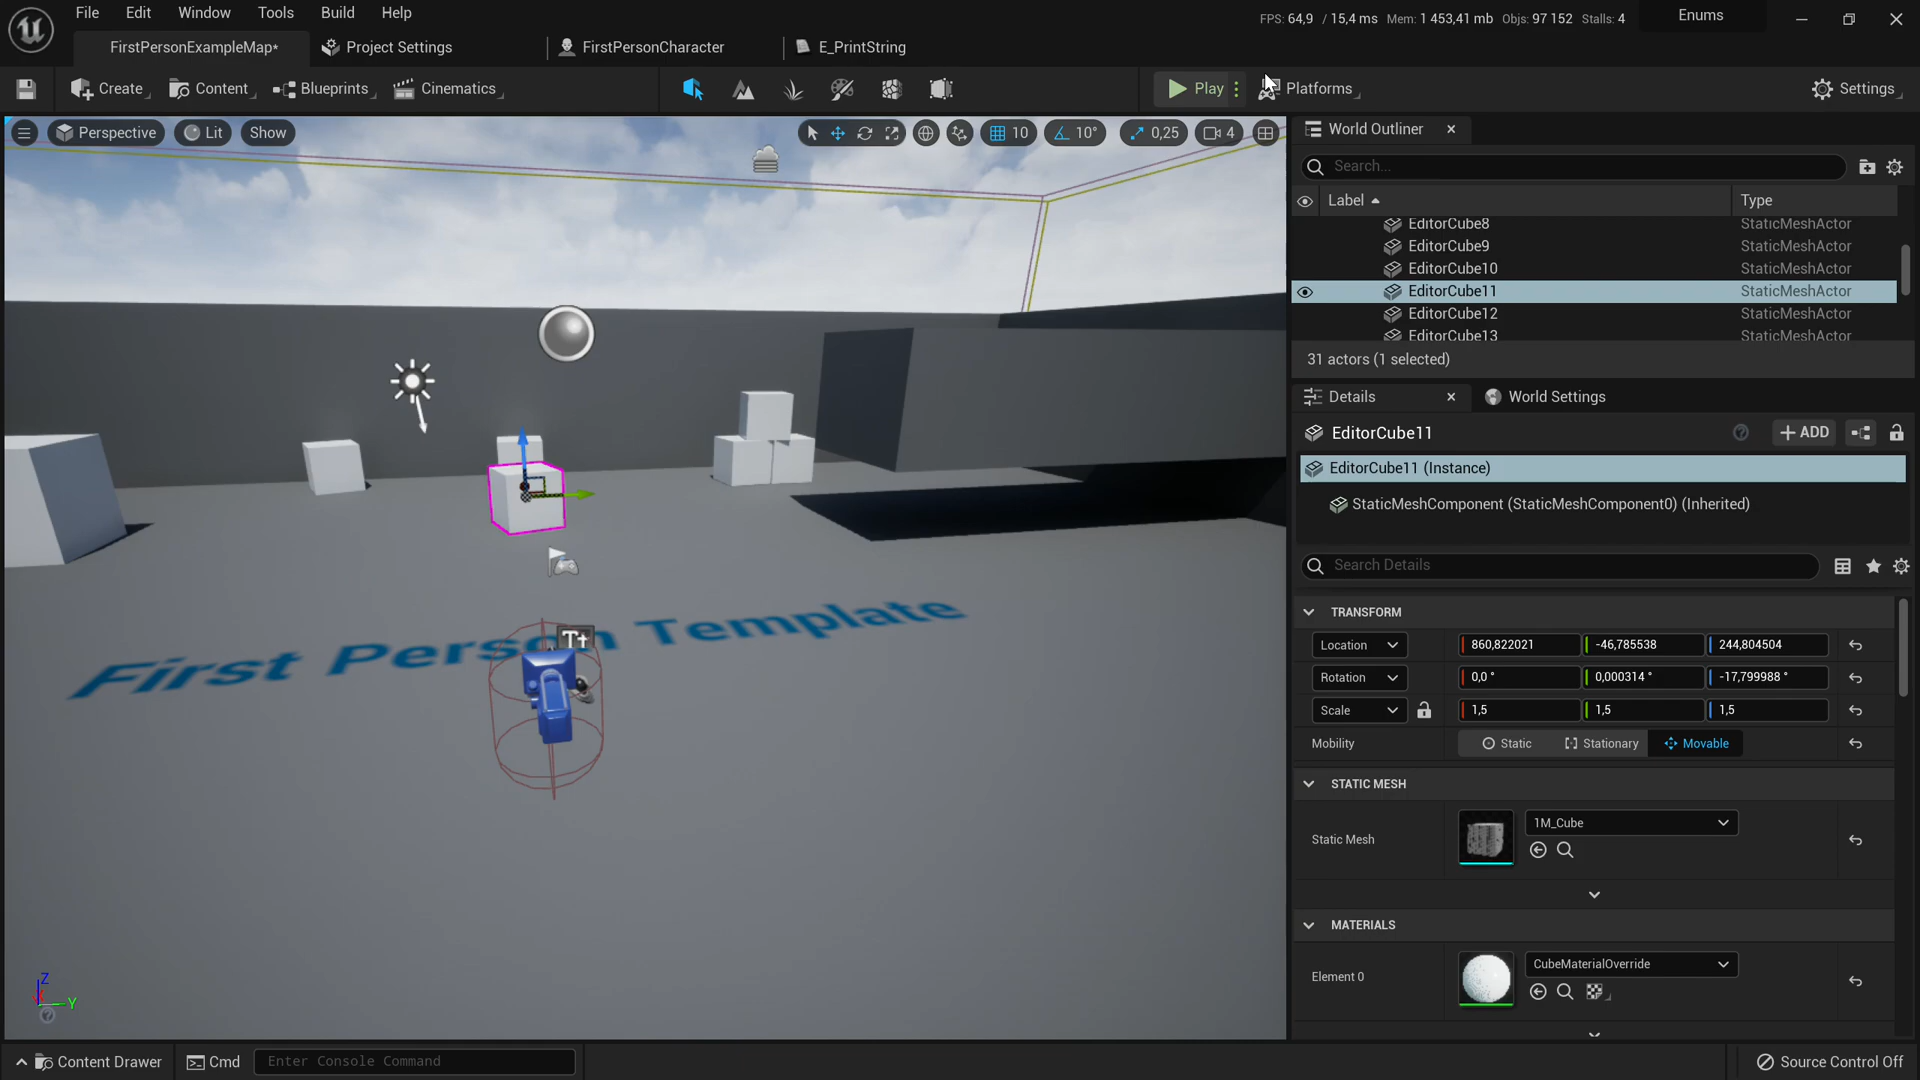 File Edit Window Tools Build Help
FPS: 64,9 / 15,4 ms Mem: 1 453,41 mb Objs: 97 152 Stalls: 4
Enums
FirstPersonExampleMap*
Project Settings
FirstPersonCharacter
E_PrintString
Create
Content
Blueprints
Cinematics
Play
Platforms
Settings
Perspective
Lit
Show
10
10°
0,25
4
World Outliner
Search...
Label
Type
EditorCube8 StaticMeshActor
EditorCube9 StaticMeshActor
EditorCube10 StaticMeshActor
EditorCube11 StaticMeshActor
EditorCube12 StaticMeshActor
EditorCube13 StaticMeshActor
31 actors (1 selected)
Details
World Settings
EditorCube11
ADD
EditorCube11 (Instance)
StaticMeshComponent (StaticMeshComponent0) (Inherited)
Search Details
TRANSFORM
Location 860,822021 -46,785538 244,804504
Rotation 0,0 ° 0,000314 ° -17,799988 °
Scale 1,5 1,5 1,5
Mobility Static Stationary Movable
STATIC MESH
Static Mesh 1M_Cube
MATERIALS
Element 0 CubeMaterialOverride
First Person Template
Tt
Z
X
Y
Content Drawer
Cmd
Enter Console Command
Source Control Off